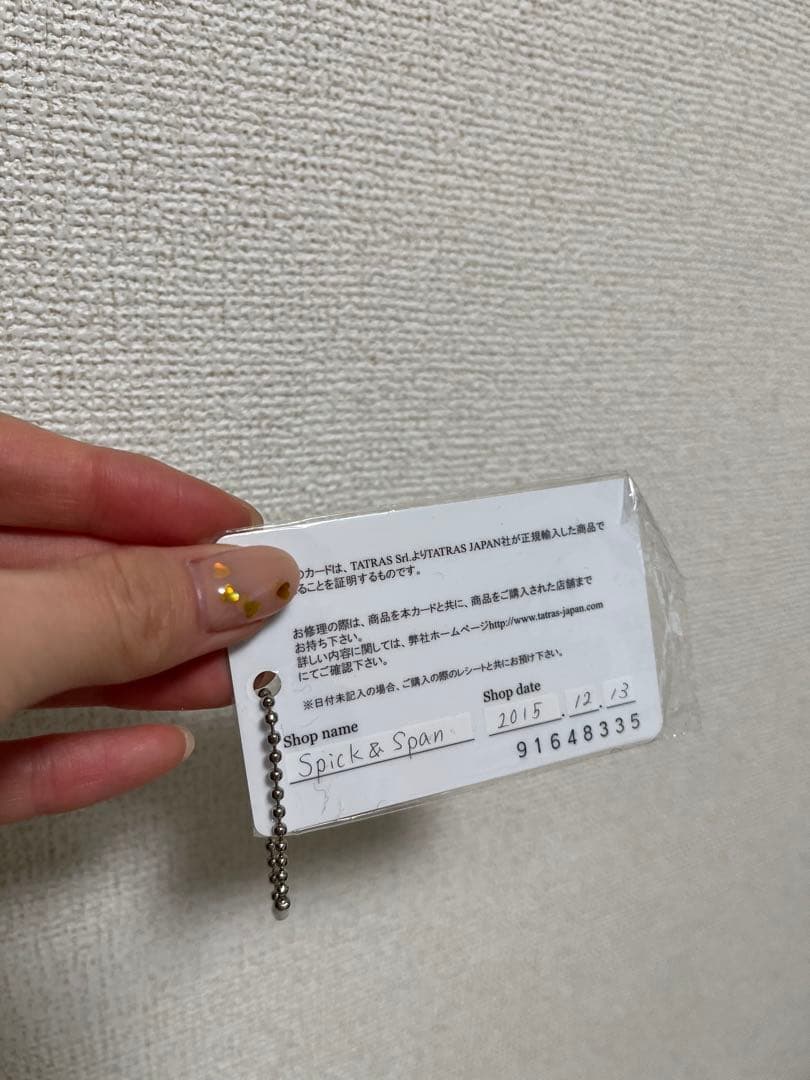 のカードは、TATRAS Srl.よりTATRAS JAPAN社が正規輸入した商品で
ることを証明するものです。
お修理の際は、商品を本カードと共に、商品をご購入された店舗まで
お持ち下さい。
詳しい内容に関しては、弊社ホームページhttp://www.tatras-japan.com
にてご確認下さい。
※日付未記入の場合、ご購入の際のレシートと共にお預け下さい。
Shop name Shop date
Spick & Span 2015.12.13
91648335